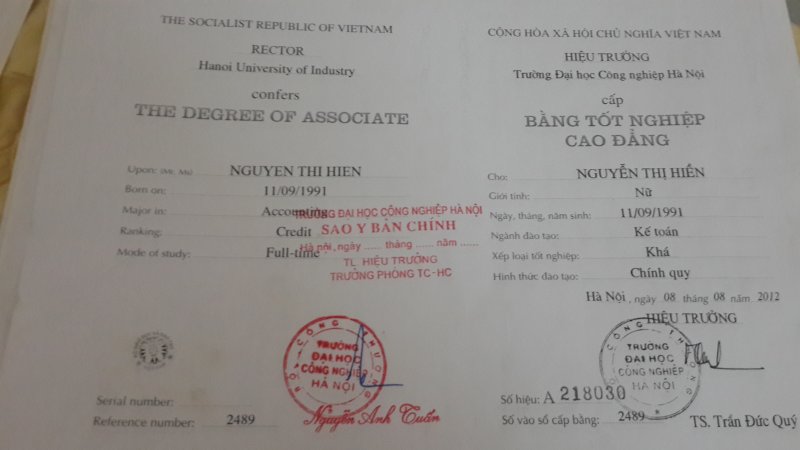 THE SOCIALIST REPUBLIC OF VIETNAM
RECTOR
Hanoi University of Industry
confers
THE DEGREE OF ASSOCIATE
Upon: (Mr, Ms) NGUYEN THI HIEN
Born on: 11/09/1991
Major in: Accounting
Ranking: Credit
Mode of study: Full-time
TRƯỜNG ĐẠI HỌC CÔNG NGHIỆP HÀ NỘI
SAO Y BẢN CHÍNH
Hà nội, ngày ...... tháng ...... năm ......
TL. HIỆU TRƯỞNG
TRƯỞNG PHÒNG TC-HC
BỘ CÔNG THƯƠNG
TRƯỜNG
ĐẠI HỌC
CÔNG NGHIỆP
HÀ NỘI
Nguyễn Anh Tuấn
Serial number:
Reference number: 2489
CỘNG HÒA XÃ HỘI CHỦ NGHĨA VIỆT NAM
HIỆU TRƯỞNG
Trường Đại học Công nghiệp Hà Nội
cấp
BẰNG TỐT NGHIỆP
CAO ĐẲNG
Cho: NGUYỄN THỊ HIỀN
Giới tính: Nữ
Ngày, tháng, năm sinh: 11/09/1991
Ngành đào tạo: Kế toán
Xếp loại tốt nghiệp: Khá
Hình thức đào tạo: Chính quy
Hà Nội, ngày 08 tháng 08 năm 2012
HIỆU TRƯỞNG
BỘ CÔNG THƯƠNG
TRƯỜNG
ĐẠI HỌC
CÔNG NGHIỆP
HÀ NỘI
Số hiệu: A 218030
Số vào sổ cấp bằng: 2489
TS. Trần Đức Quý